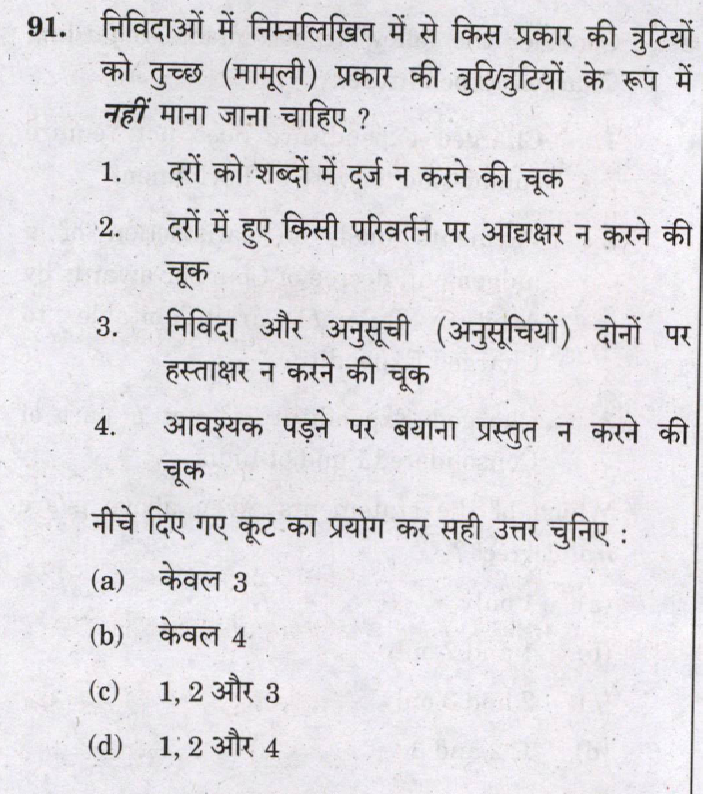 91. निविदाओं में निम्नलिखित में से किस प्रकार की त्रुटियों
को तुच्छ (मामूली) प्रकार की त्रुटि/त्रुटियों के रूप में
नहीं माना जाना चाहिए ?
1. दरों को शब्दों में दर्ज न करने की चूक
2. दरों में हुए किसी परिवर्तन पर आद्यक्षर न करने की
चूक
3. निविदा और अनुसूची (अनुसूचियों) दोनों पर
हस्ताक्षर न करने की चूक
4. आवश्यक पड़ने पर बयाना प्रस्तुत न करने की
चूक
नीचे दिए गए कूट का प्रयोग कर सही उत्तर चुनिए :
(a) केवल 3
(b) केवल 4
(c) 1, 2 और 3
(d) 1, 2 और 4